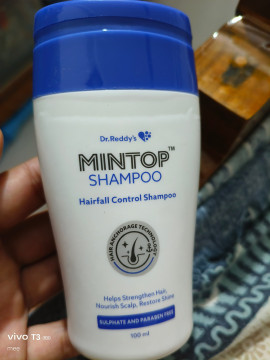 Dr.Reddy's
MINTOP™
SHAMPOO
Hairfall Control Shampoo
HAIR ANCHORAGE TECHNOLOGY
Helps Strengthen Hair,
Nourish Scalp, Restore Shine
SULPHATE AND PARABEN FREE
100 ml
vivo T3